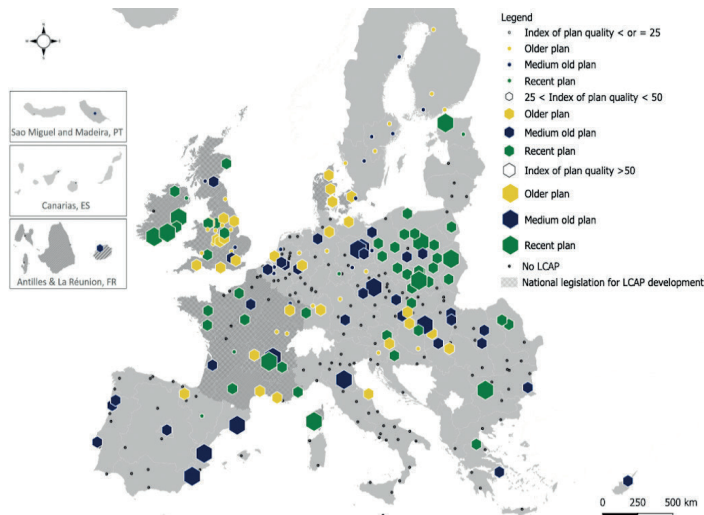 Legend
Index of plan quality < or = 25
Older plan
Medium old plan
Recent plan
25 < Index of plan quality < 50
Older plan
Medium old plan
Recent plan
Index of plan quality >50
Older plan
Medium old plan
Recent plan
No LCAP
National legislation for LCAP development
Sao Miguel and Madeira, PT
Canarias, ES
Antilles & La Réunion, FR
0 250 500 km